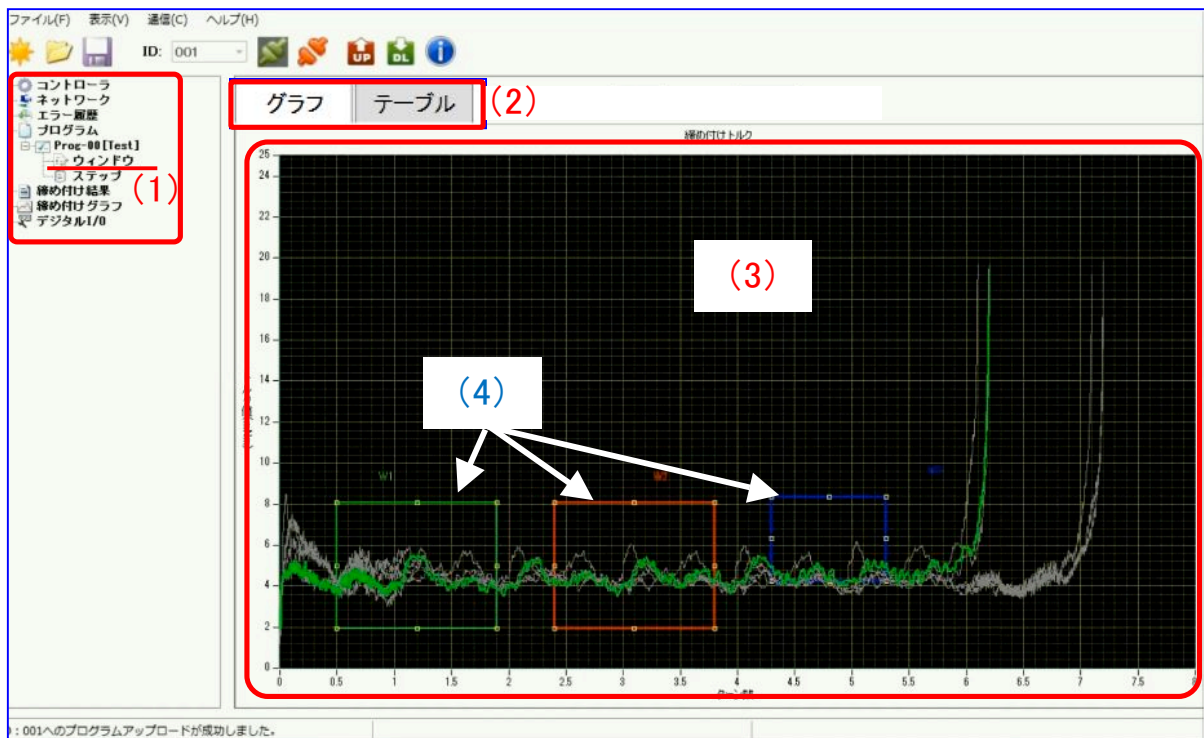 ファイル(F) 表示(V) 通信(C) ヘルプ(H)
ID: 001
UP DL
コントローラ
ネットワーク
エラー履歴
プログラム
Prog-00[Test]
ウィンドウ
ステップ
(1)
締め付け結果
締め付けグラフ
デジタルI/O
グラフ テーブル (2)
締め付けトルク
(3)
(4)
25
24
22
20
18
16
14
12
10
8
6
4
2
0
W1
0 0.5 1 1.5 2 2.5 3 3.5 4 4.5 5 5.5 6 6.5 7 7.5 8
:001へのプログラムアップロードが成功しました。